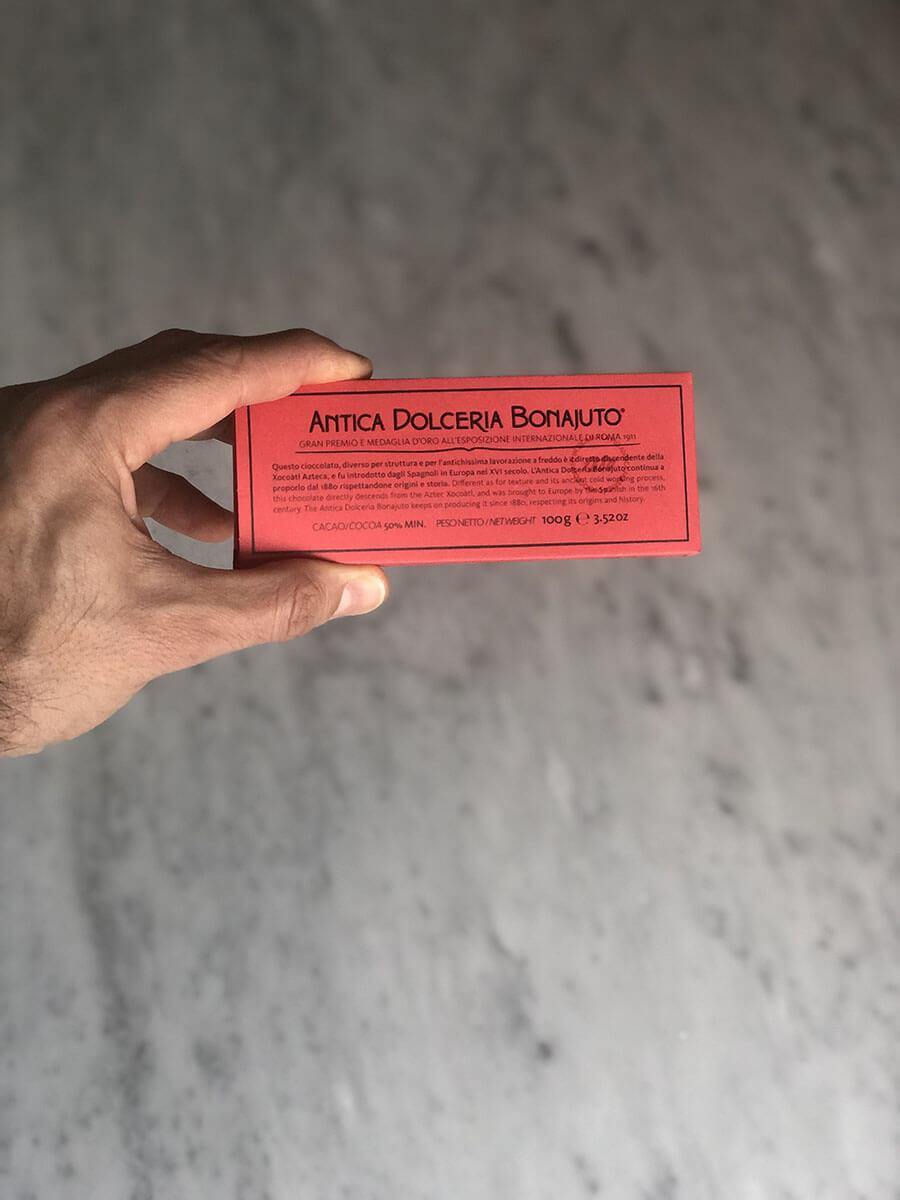 ANTICA DOLCERIA BONAJUTO®
GRAN PREMIO E MEDAGLIA D'ORO ALL'ESPOSIZIONE INTERNAZIONALE DI ROMA 1911
Questo cioccolato, diverso per struttura e per l'antichissima lavorazione a freddo è il diretto discendente della
Xocoàtl Azteca, e fu introdotto dagli Spagnoli in Europa nel XVI secolo. L'Antica Dolceria Bonajuto continua a
proporlo dal 1880 rispettandone origini e storia. Different as for texture and its ancient cold working process,
this chocolate directly descends from the Aztec Xocoatl, and was brought to Europe by the Spanish in the 16th
century. The Antica Dolceria Bonajuto keeps on producing it since 1880, respecting its origins and history.
CACAO/COCOA 50% MIN. PESO NETTO/NET WEIGHT 100 g ℮ 3.52 oz